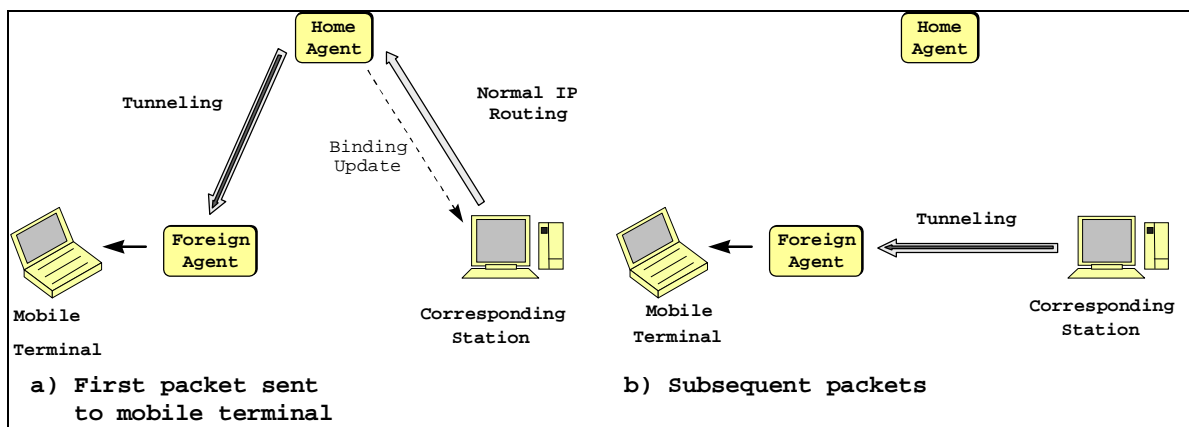 Home
Agent
Tunneling
Normal IP
Routing
Binding
Update
Foreign
Agent
Mobile
Terminal
Corresponding
Station
a) First packet sent
to mobile terminal
Home
Agent
Tunneling
Foreign
Agent
Mobile
Terminal
Corresponding
Station
b) Subsequent packets